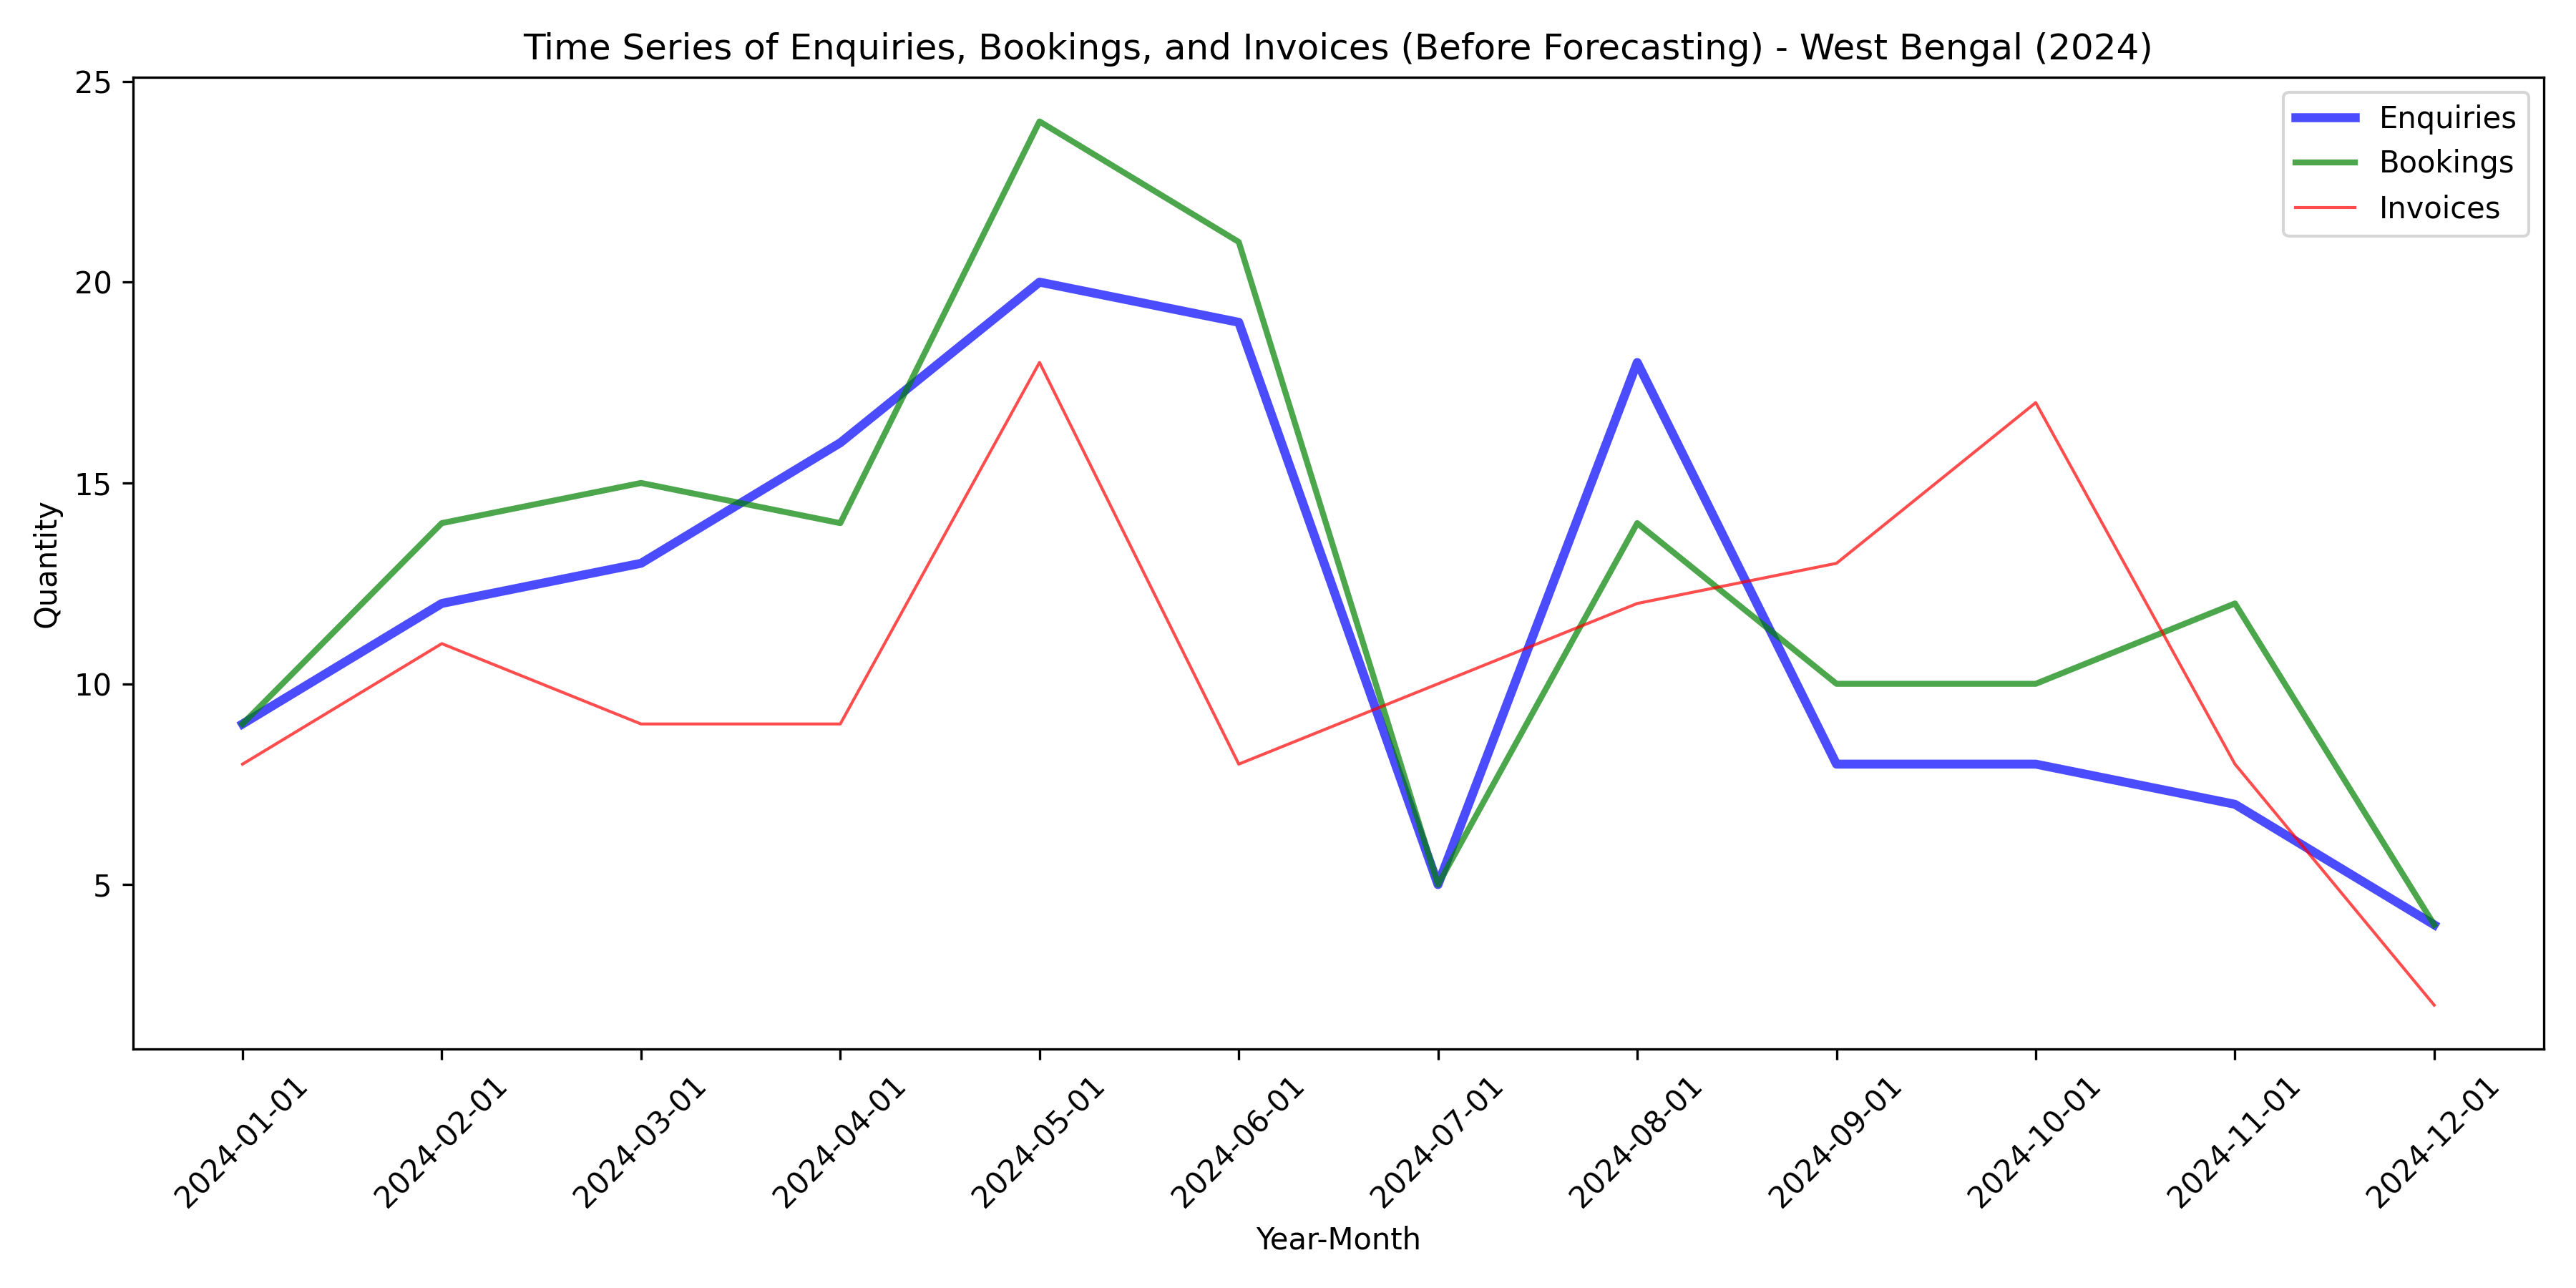 Time Series of Enquiries, Bookings, and Invoices (Before Forecasting) - West Bengal (2024)
Enquiries
Bookings
Invoices
Quantity
25
20
15
10
5
2024-01-01
2024-02-01
2024-03-01
2024-04-01
2024-05-01
2024-06-01
2024-07-01
2024-08-01
2024-09-01
2024-10-01
2024-11-01
2024-12-01
Year-Month